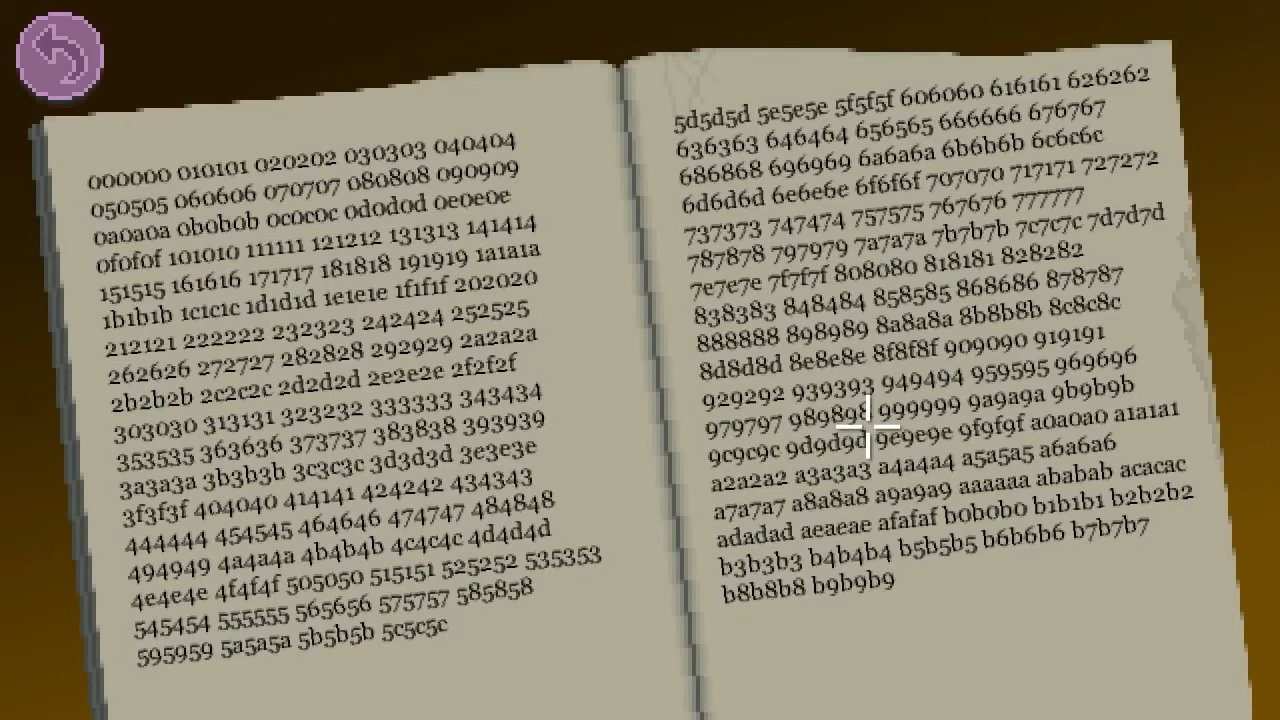 000000 010101 020202 030303 040404
050505 060606 070707 080808 090909
0a0a0a 0b0b0b 0c0c0c 0d0d0d 0e0e0e
0f0f0f 101010 111111 121212 131313 141414
151515 161616 171717 181818 191919 1a1a1a
1b1b1b 1c1c1c 1d1d1d 1e1e1e 1f1f1f 202020
212121 222222 232323 242424 252525
262626 272727 282828 292929 2a2a2a
2b2b2b 2c2c2c 2d2d2d 2e2e2e 2f2f2f
303030 313131 323232 333333 343434
353535 363636 373737 383838 393939
3a3a3a 3b3b3b 3c3c3c 3d3d3d 3e3e3e
3f3f3f 404040 414141 424242 434343
444444 454545 464646 474747 484848
494949 4a4a4a 4b4b4b 4c4c4c 4d4d4d
4e4e4e 4f4f4f 505050 515151 525252 535353
545454 555555 565656 575757 585858
595959 5a5a5a 5b5b5b 5c5c5c
5d5d5d 5e5e5e 5f5f5f 606060 616161 626262
636363 646464 656565 666666 676767
686868 696969 6a6a6a 6b6b6b 6c6c6c
6d6d6d 6e6e6e 6f6f6f 707070 717171 727272
737373 747474 757575 767676 777777
787878 797979 7a7a7a 7b7b7b 7c7c7c 7d7d7d
7e7e7e 7f7f7f 808080 818181 828282
838383 848484 858585 868686 878787
888888 898989 8a8a8a 8b8b8b 8c8c8c
8d8d8d 8e8e8e 8f8f8f 909090 919191
929292 939393 949494 959595 969696
979797 989898 999999 9a9a9a 9b9b9b
9c9c9c 9d9d9d 9e9e9e 9f9f9f a0a0a0 a1a1a1
a2a2a2 a3a3a3 a4a4a4 a5a5a5 a6a6a6
a7a7a7 a8a8a8 a9a9a9 aaaaaa ababab acacac
adadad aeaeae afafaf b0b0b0 b1b1b1 b2b2b2
b3b3b3 b4b4b4 b5b5b5 b6b6b6 b7b7b7
b8b8b8 b9b9b9